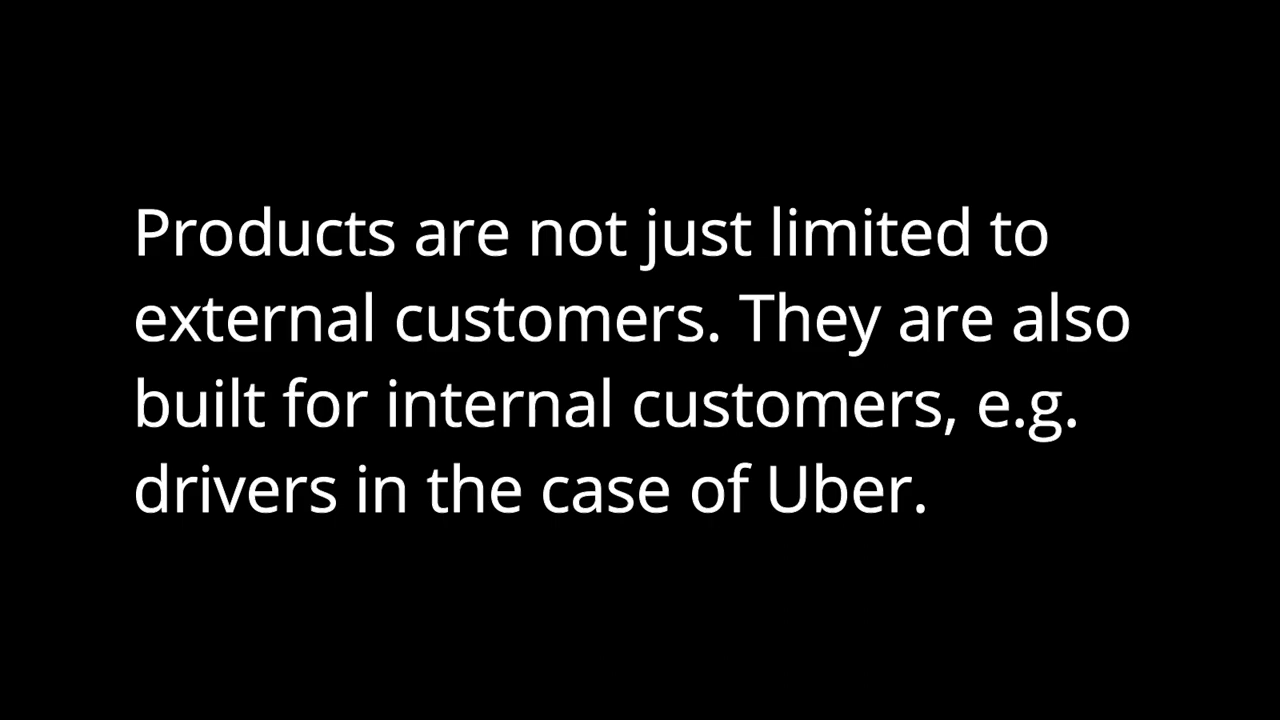 Products are not just limited to
external customers. They are also
built for internal customers, e.g.
drivers in the case of Uber.